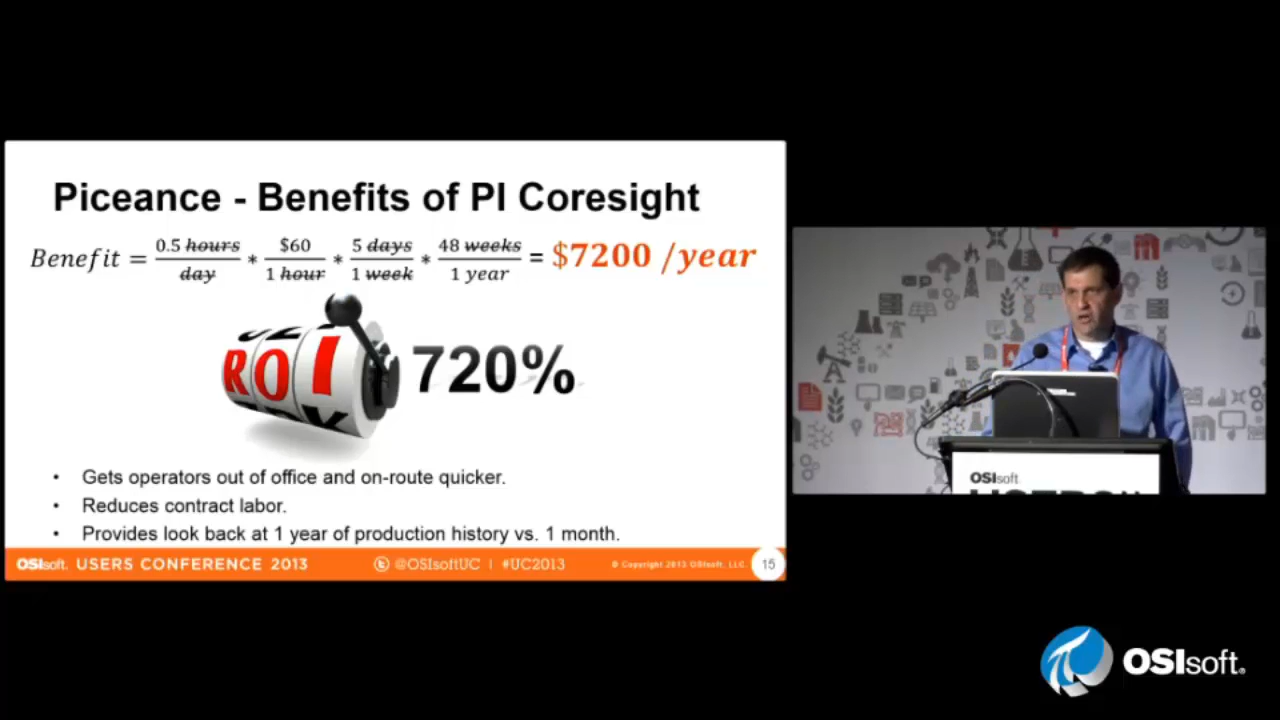 Piceance - Benefits of PI Coresight
Benefit = 0.5 hours/day * $60/1 hour * 5 days/1 week * 48 weeks/1 year = $7200 /year
ROI
720%
• Gets operators out of office and on-route quicker.
• Reduces contract labor.
• Provides look back at 1 year of production history vs. 1 month.
OSIsoft. USERS CONFERENCE 2013
@OSIsoftUC | #UC2013
© Copyright 2013 OSIsoft, LLC.
15
OSIsoft.
OSIsoft.